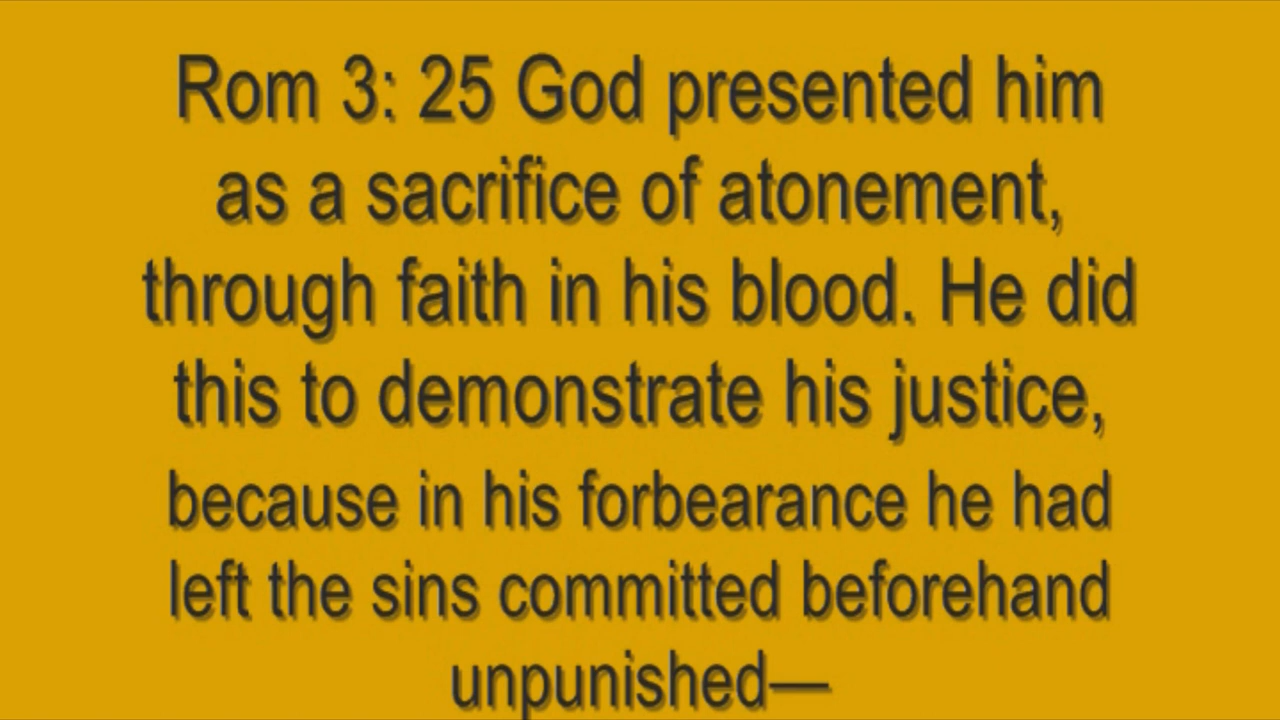 Rom 3: 25 God presented him
as a sacrifice of atonement,
through faith in his blood. He did
this to demonstrate his justice,
because in his forbearance he had
left the sins committed beforehand
unpunished—